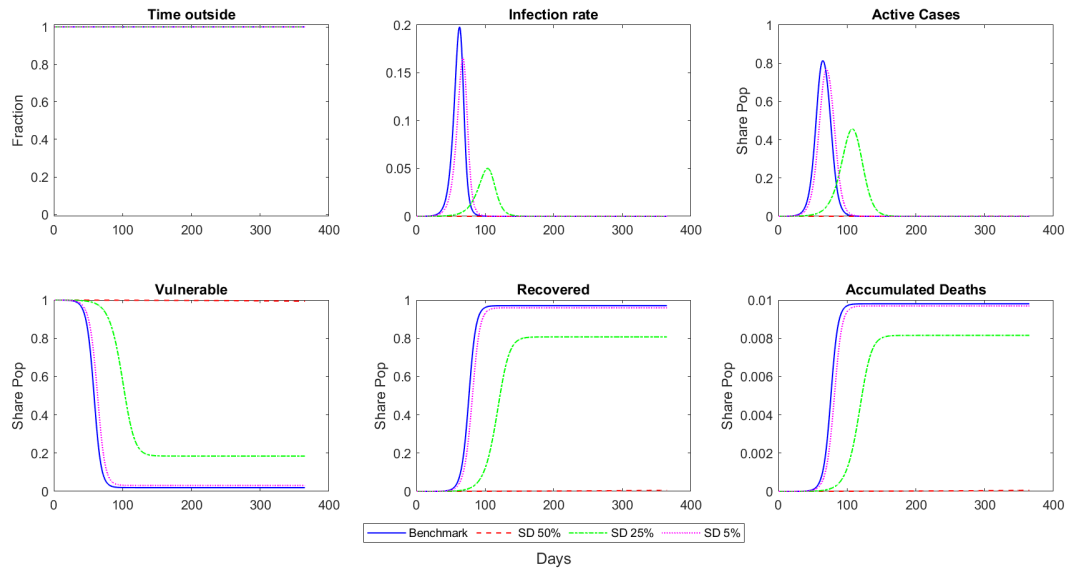 Time outside
Infection rate
Active Cases
Fraction
1
0.8
0.6
0.4
0.2
0
0 100 200 300 400
0.2
0.15
0.1
0.05
0
0 100 200 300 400
Share Pop
1
0.8
0.6
0.4
0.2
0
0 100 200 300 400
Vulnerable
Recovered
Accumulated Deaths
Share Pop
1
0.8
0.6
0.4
0.2
0
0 100 200 300 400
Share Pop
1
0.8
0.6
0.4
0.2
0
0 100 200 300 400
Share Pop
0.01
0.008
0.006
0.004
0.002
0
0 100 200 300 400
Benchmark SD 50% SD 25% SD 5%
Days